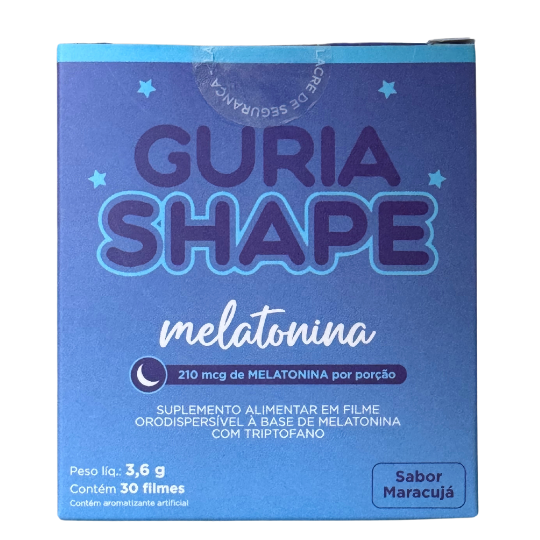 LACRE DE SEGURANÇA
GURIA
SHAPE
melatonina
210 mcg de MELATONINA por porção
SUPLEMENTO ALIMENTAR EM FILME
ORODISPERSÍVEL À BASE DE MELATONINA
COM TRIPTOFANO
Peso líq.: 3,6 g
Contém 30 filmes
Contém aromatizante artificial
Sabor
Maracujá